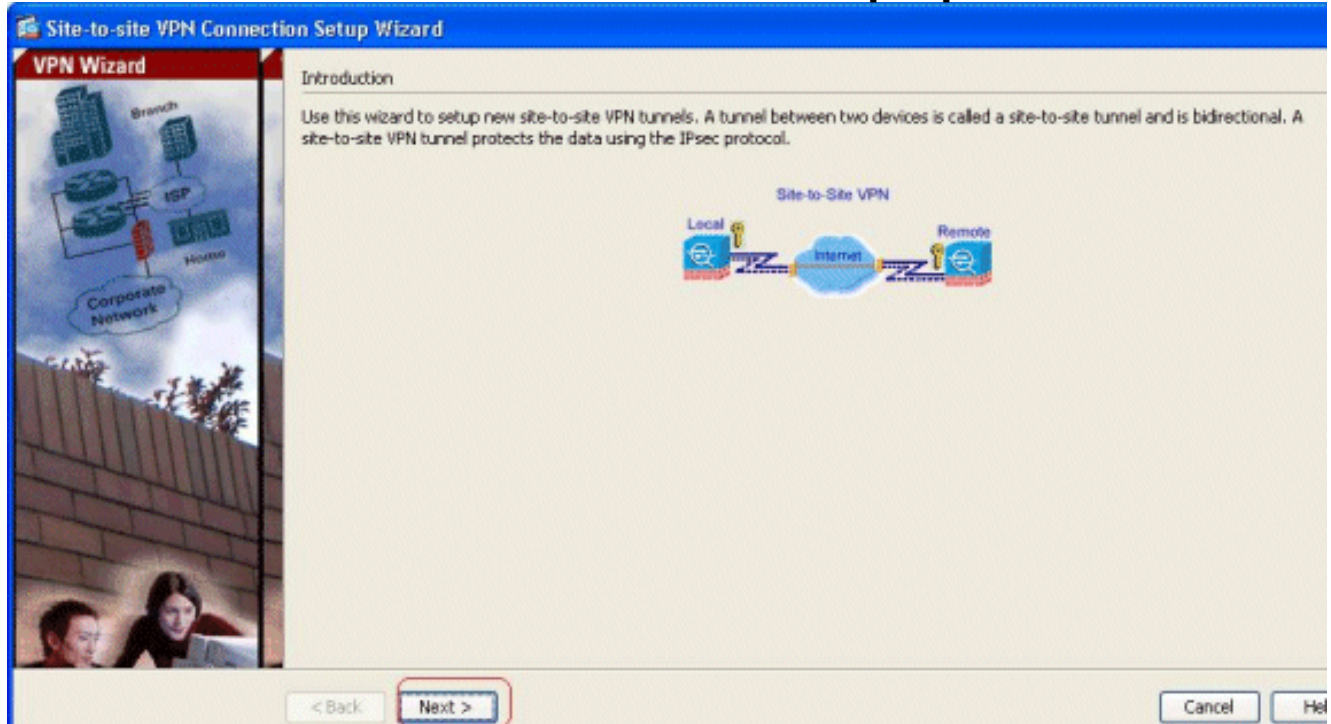 Site-to-site VPN Connection Setup Wizard
VPN Wizard
Branch
ISP
Home
Corporate
Network
Introduction
Use this wizard to setup new site-to-site VPN tunnels. A tunnel between two devices is called a site-to-site tunnel and is bidirectional. A
site-to-site VPN tunnel protects the data using the IPsec protocol.
Site-to-Site VPN
Local
Internet
Remote
< Back
Next >
Cancel
Hel